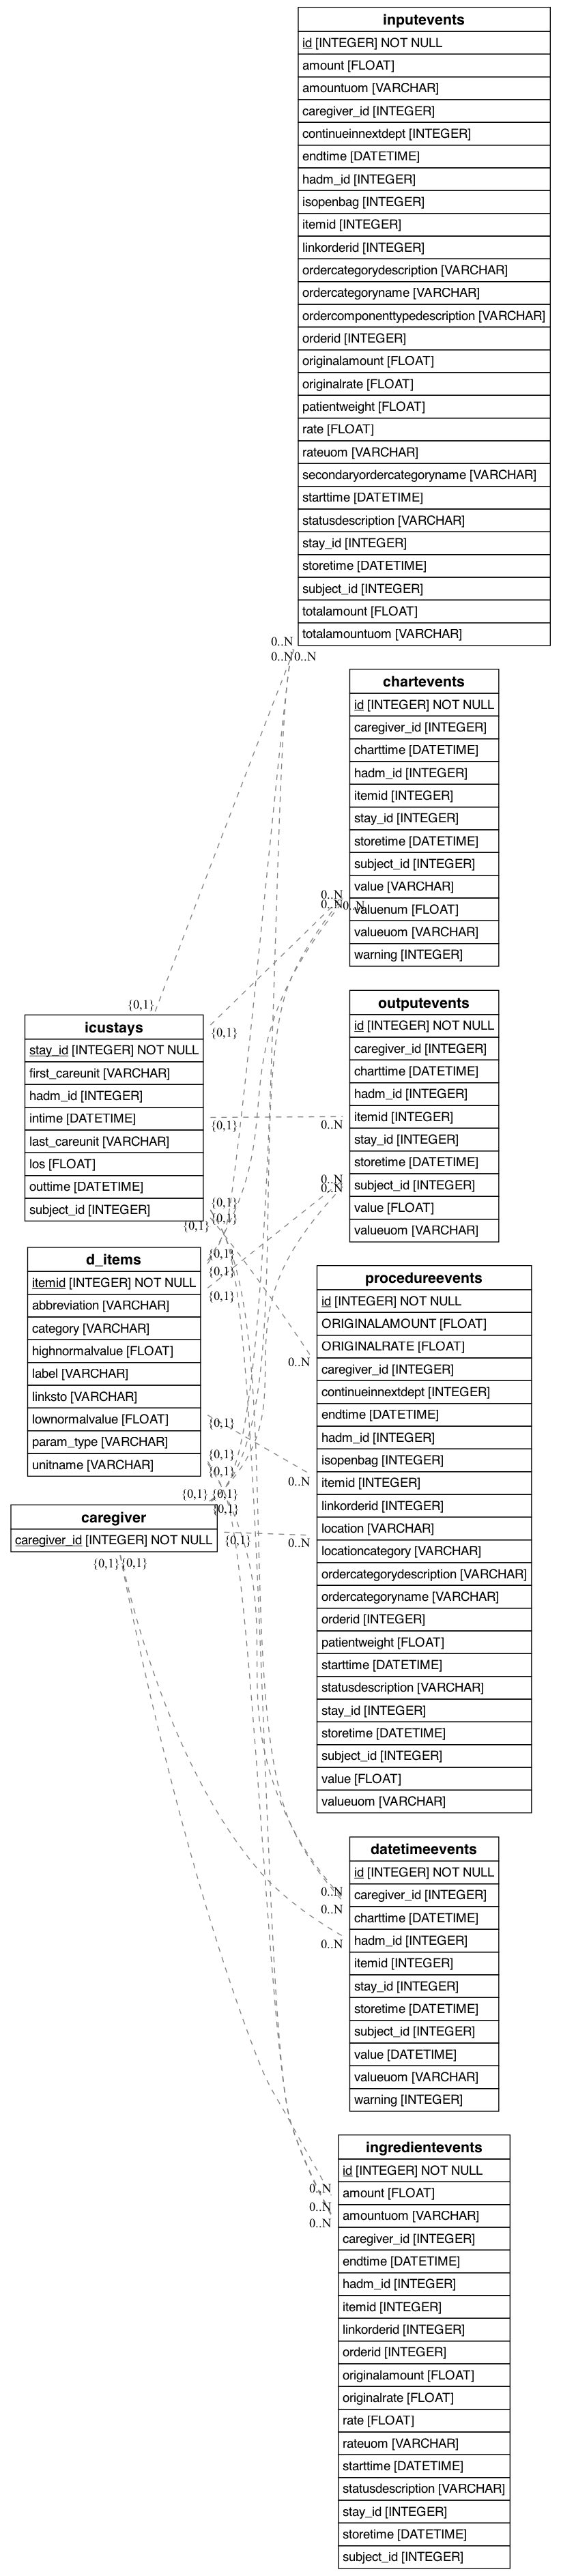 inputevents
id [INTEGER] NOT NULL
amount [FLOAT]
amountuom [VARCHAR]
caregiver_id [INTEGER]
continueinnextdept [INTEGER]
endtime [DATETIME]
hadm_id [INTEGER]
isopenbag [INTEGER]
itemid [INTEGER]
linkorderid [INTEGER]
ordercategorydescription [VARCHAR]
ordercategoryname [VARCHAR]
ordercomponenttypedescription [VARCHAR]
orderid [INTEGER]
originalamount [FLOAT]
originalrate [FLOAT]
patientweight [FLOAT]
rate [FLOAT]
rateuom [VARCHAR]
secondaryordercategoryname [VARCHAR]
starttime [DATETIME]
statusdescription [VARCHAR]
stay_id [INTEGER]
storetime [DATETIME]
subject_id [INTEGER]
totalamount [FLOAT]
totalamountuom [VARCHAR]
0..N
0..N 0..N
chartevents
id [INTEGER] NOT NULL
caregiver_id [INTEGER]
charttime [DATETIME]
hadm_id [INTEGER]
itemid [INTEGER]
stay_id [INTEGER]
storetime [DATETIME]
subject_id [INTEGER]
value [VARCHAR]
valuenum [FLOAT]
valueuom [VARCHAR]
warning [INTEGER]
0..N
0..N 0..N
{0,1}
{0,1}
icustays
stay_id [INTEGER] NOT NULL
first_careunit [VARCHAR]
hadm_id [INTEGER]
intime [DATETIME]
last_careunit [VARCHAR]
los [FLOAT]
outtime [DATETIME]
subject_id [INTEGER]
{0,1}
0..N
{0,1}
{0,1}
{0,1}
outputevents
id [INTEGER] NOT NULL
caregiver_id [INTEGER]
charttime [DATETIME]
hadm_id [INTEGER]
itemid [INTEGER]
stay_id [INTEGER]
storetime [DATETIME]
subject_id [INTEGER]
value [FLOAT]
valueuom [VARCHAR]
0..N
0..N
d_items
itemid [INTEGER] NOT NULL
abbreviation [VARCHAR]
category [VARCHAR]
highnormalvalue [FLOAT]
label [VARCHAR]
linksto [VARCHAR]
lownormalvalue [FLOAT]
param_type [VARCHAR]
unitname [VARCHAR]
{0,1}
{0,1}
{0,1}
{0,1}
{0,1}
{0,1}
procedureevents
id [INTEGER] NOT NULL
ORIGINALAMOUNT [FLOAT]
ORIGINALRATE [FLOAT]
caregiver_id [INTEGER]
continueinnextdept [INTEGER]
endtime [DATETIME]
hadm_id [INTEGER]
isopenbag [INTEGER]
itemid [INTEGER]
linkorderid [INTEGER]
location [VARCHAR]
locationcategory [VARCHAR]
ordercategorydescription [VARCHAR]
ordercategoryname [VARCHAR]
orderid [INTEGER]
patientweight [FLOAT]
starttime [DATETIME]
statusdescription [VARCHAR]
stay_id [INTEGER]
storetime [DATETIME]
subject_id [INTEGER]
value [FLOAT]
valueuom [VARCHAR]
0..N
0..N
0..N
{0,1} {0,1}
{0,1}
caregiver
caregiver_id [INTEGER] NOT NULL
{0,1}
{0,1} {0,1}
datetimeevents
id [INTEGER] NOT NULL
caregiver_id [INTEGER]
charttime [DATETIME]
hadm_id [INTEGER]
itemid [INTEGER]
stay_id [INTEGER]
storetime [DATETIME]
subject_id [INTEGER]
value [DATETIME]
valueuom [VARCHAR]
warning [INTEGER]
0..N
0..N
0..N
ingredientevents
id [INTEGER] NOT NULL
amount [FLOAT]
amountuom [VARCHAR]
caregiver_id [INTEGER]
endtime [DATETIME]
hadm_id [INTEGER]
itemid [INTEGER]
linkorderid [INTEGER]
orderid [INTEGER]
originalamount [FLOAT]
originalrate [FLOAT]
rate [FLOAT]
rateuom [VARCHAR]
starttime [DATETIME]
statusdescription [VARCHAR]
stay_id [INTEGER]
storetime [DATETIME]
subject_id [INTEGER]
0..N
0..N
0..N